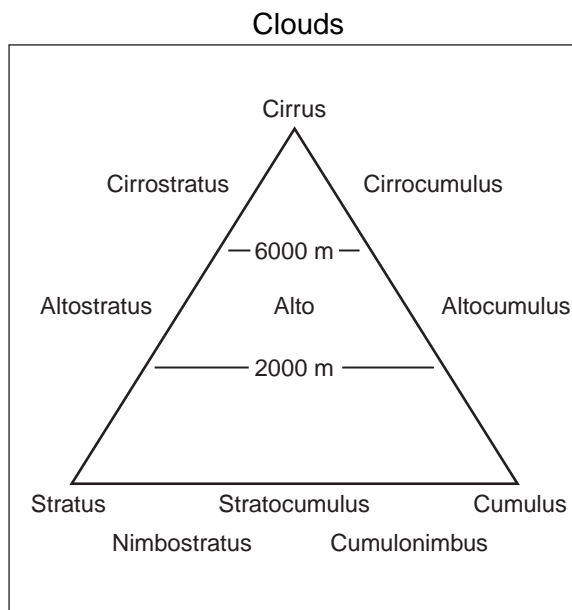 Clouds
Cirrus
Cirrostratus Cirrocumulus
6000 m
Altostratus Alto Altocumulus
2000 m
Stratus Stratocumulus Cumulus
Nimbostratus Cumulonimbus